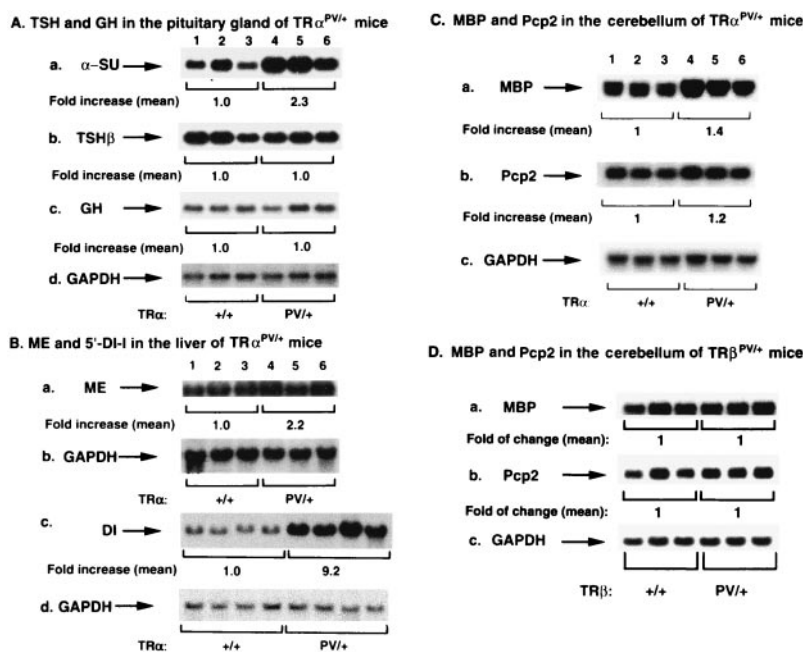 A. TSH and GH in the pituitary gland of TRα^PV/+ mice
1 2 3 4 5 6
a. α–SU
Fold increase (mean) 1.0 2.3
b. TSHβ
Fold increase (mean) 1.0 1.0
c. GH
Fold increase (mean) 1.0 1.0
d. GAPDH
TRα: +/+ PV/+
B. ME and 5'-DI-I in the liver of TRα^PV/+ mice
1 2 3 4 5 6
a. ME
Fold increase (mean) 1.0 2.2
b. GAPDH
TRα: +/+ PV/+
c. DI
Fold increase (mean) 1.0 9.2
d. GAPDH
TRα: +/+ PV/+
C. MBP and Pcp2 in the cerebellum of TRα^PV/+ mice
1 2 3 4 5 6
a. MBP
Fold increase (mean) 1 1.4
b. Pcp2
Fold increase (mean) 1 1.2
c. GAPDH
TRα: +/+ PV/+
D. MBP and Pcp2 in the cerebellum of TRβ^PV/+ mice
a. MBP
Fold of change (mean): 1 1
b. Pcp2
Fold of change (mean): 1 1
c. GAPDH
TRβ: +/+ PV/+